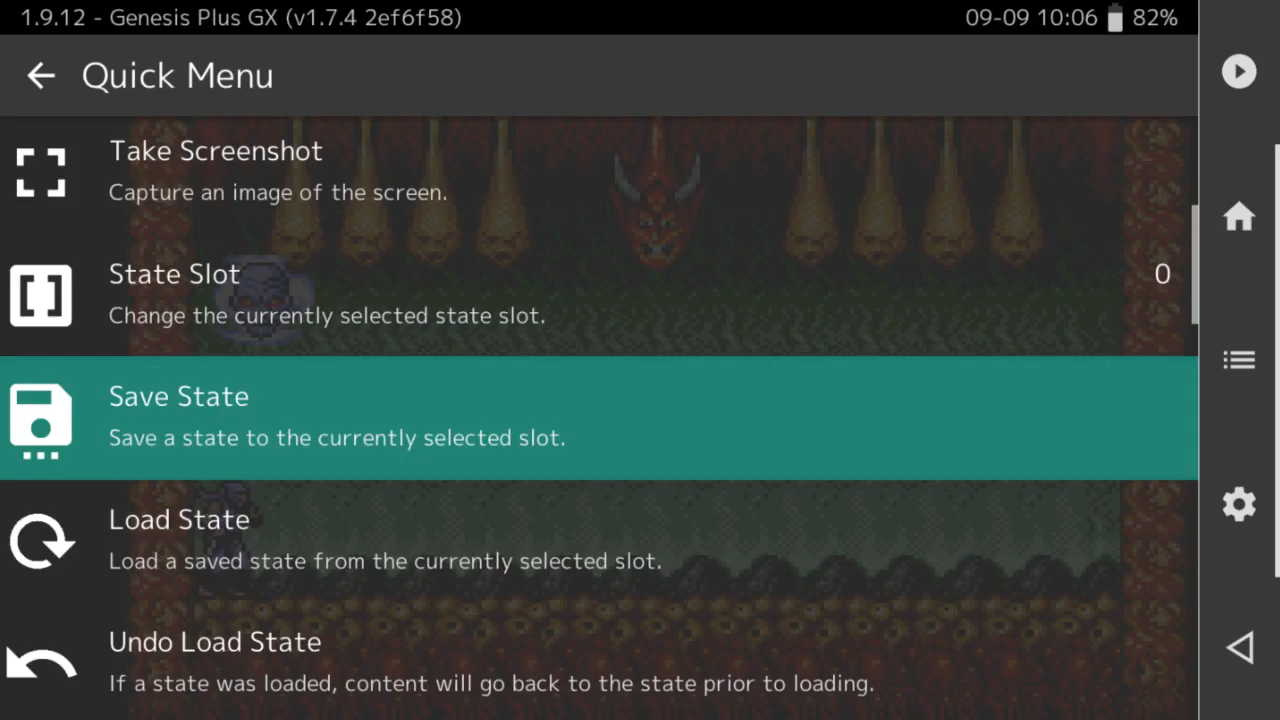 1.9.12 - Genesis Plus GX (v1.7.4 2ef6f58) 09-09 10:06 82%
Quick Menu
Take Screenshot
Capture an image of the screen.
State Slot 0
Change the currently selected state slot.
Save State
Save a state to the currently selected slot.
Load State
Load a saved state from the currently selected slot.
Undo Load State
If a state was loaded, content will go back to the state prior to loading.